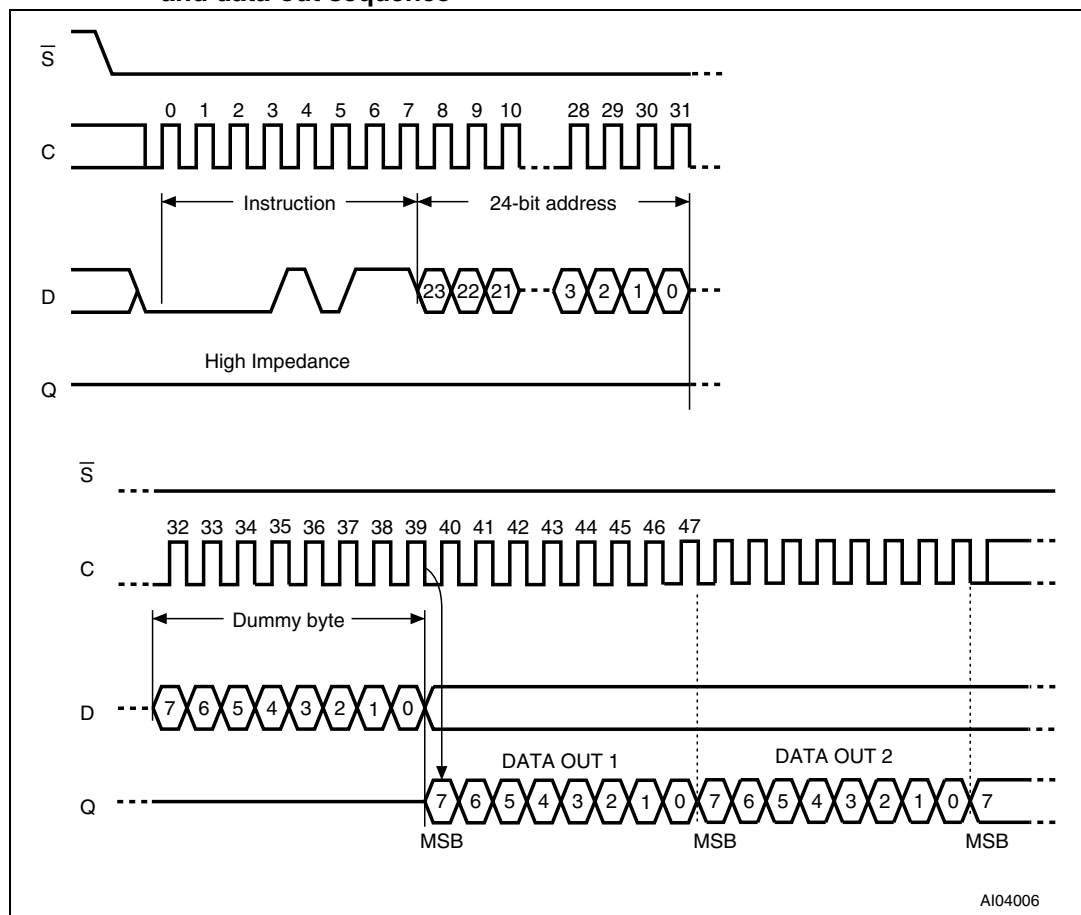 and data-out sequence
S
0 1 2 3 4 5 6 7 8 9 10 28 29 30 31
C
Instruction 24-bit address
D 23 22 21 3 2 1 0
High Impedance
Q
S
32 33 34 35 36 37 38 39 40 41 42 43 44 45 46 47
C
Dummy byte
D 7 6 5 4 3 2 1 0
DATA OUT 1 DATA OUT 2
Q 7 6 5 4 3 2 1 0 7 6 5 4 3 2 1 0 7
MSB MSB MSB
AI04006